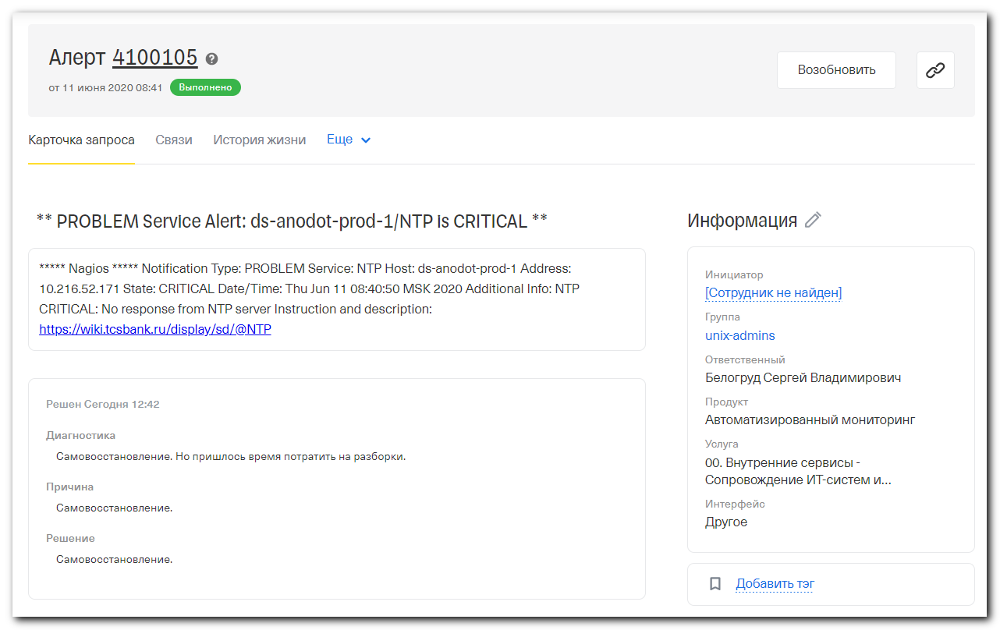 Алерт 4100105 ?
от 11 июня 2020 08:41 Выполнено
Возобновить
Карточка запроса Связи История жизни Еще
** PROBLEM Service Alert: ds-anodot-prod-1/NTP is CRITICAL **
***** Nagios ***** Notification Type: PROBLEM Service: NTP Host: ds-anodot-prod-1 Address:
10.216.52.171 State: CRITICAL Date/Time: Thu Jun 11 08:40:50 MSK 2020 Additional Info: NTP
CRITICAL: No response from NTP server Instruction and description:
https://wiki.tcsbank.ru/display/sd/@NTP
Решен Сегодня 12:42
Диагностика
Самовосстановление. Но пришлось время потратить на разборки.
Причина
Самовосстановление.
Решение
Самовосстановление.
Информация
Инициатор
[Сотрудник не найден]
Группа
unix-admins
Ответственный
Белогруд Сергей Владимирович
Продукт
Автоматизированный мониторинг
Услуга
00. Внутренние сервисы -
Сопровождение ИТ-систем и...
Интерфейс
Другое
Добавить тэг